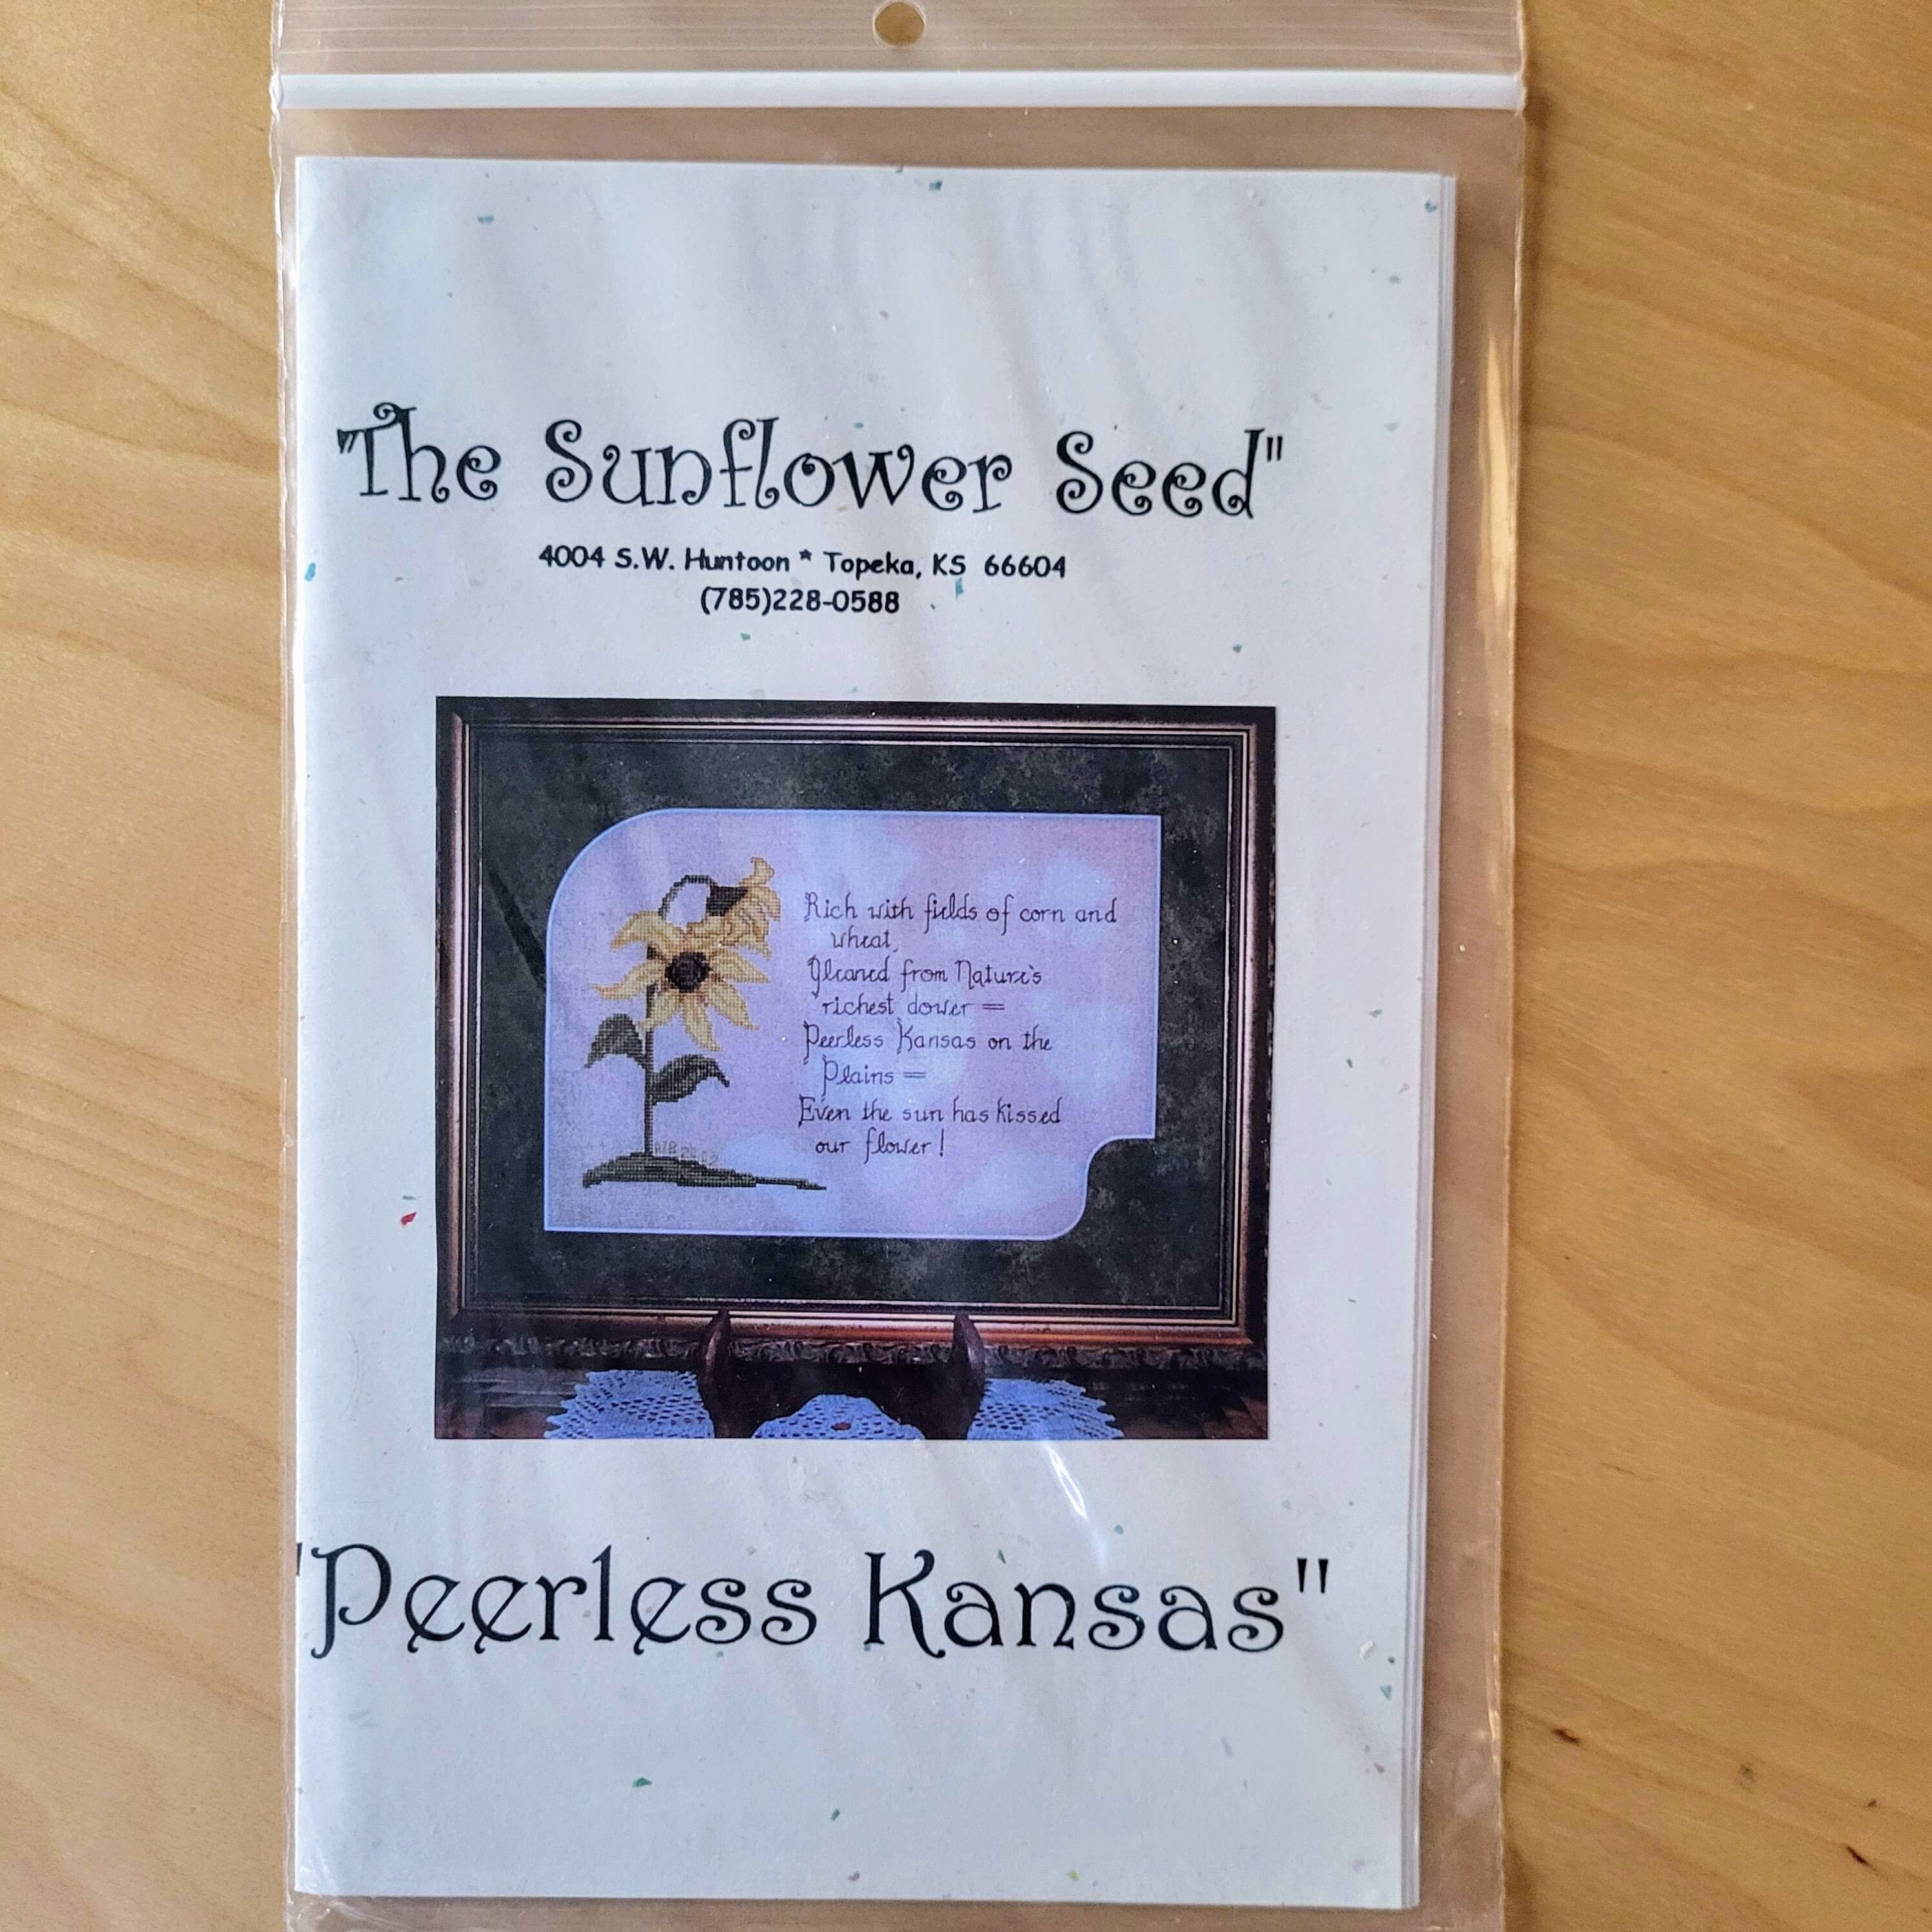 "The Sunflower Seed"
4004 S.W. Huntoon * Topeka, KS 66604
(785)228-0588
Rich with fields of corn and
wheat,
Gleaned from Nature's
richest dower =
Peerless Kansas on the
Plains =
Even the sun has kissed
our flower!
"Peerless Kansas"